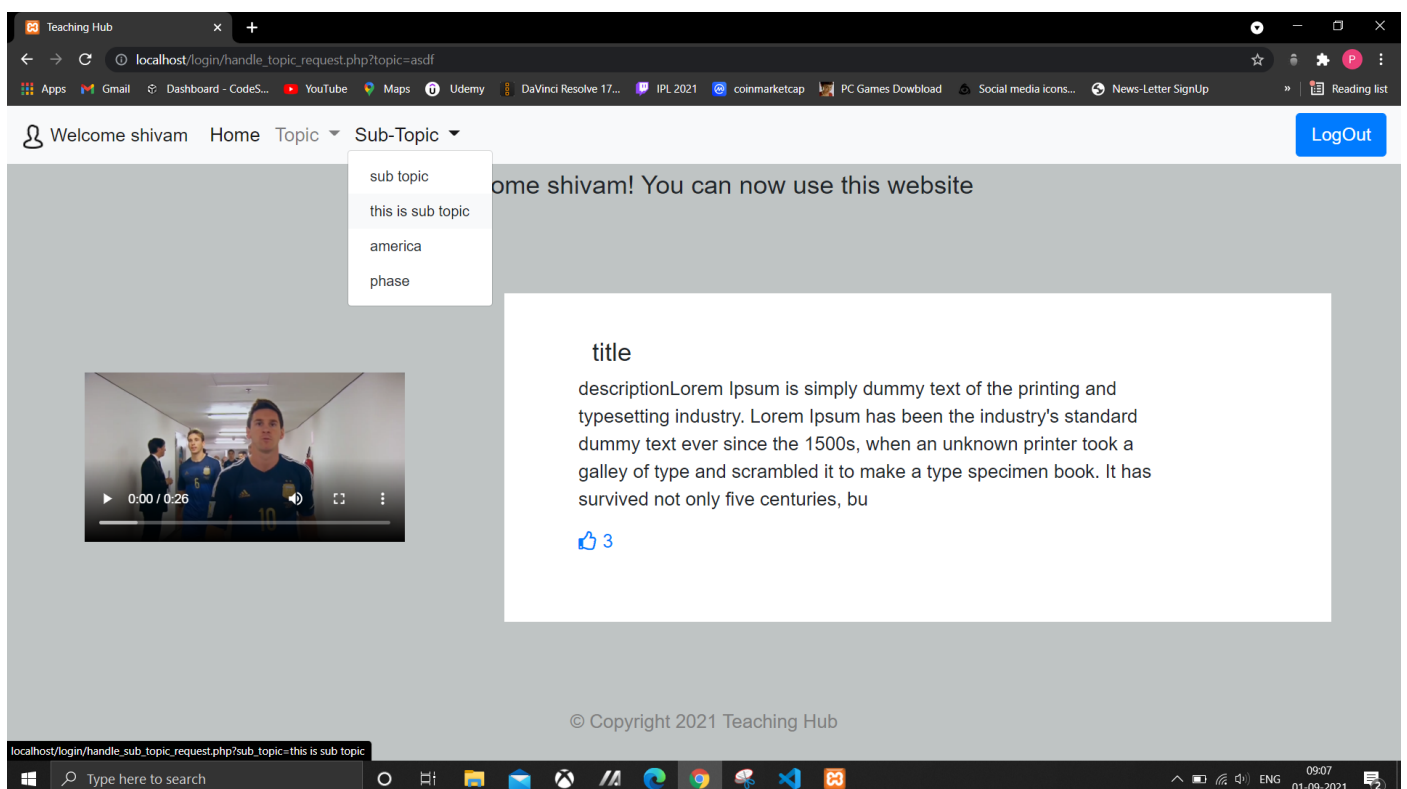 Teaching Hub
localhost/login/handle_topic_request.php?topic=asdf
P
Apps Gmail Dashboard - CodeS... YouTube Maps Udemy DaVinci Resolve 17... IPL 2021 coinmarketcap PC Games Dowbload Social media icons... News-Letter SignUp » Reading list
Welcome shivam Home Topic Sub-Topic LogOut
sub topic
ome shivam! You can now use this website
this is sub topic
america
phase
title
descriptionLorem Ipsum is simply dummy text of the printing and
typesetting industry. Lorem Ipsum has been the industry's standard
dummy text ever since the 1500s, when an unknown printer took a
galley of type and scrambled it to make a type specimen book. It has
survived not only five centuries, bu
3
0:00 / 0:26
10
© Copyright 2021 Teaching Hub
localhost/login/handle_sub_topic_request.php?sub_topic=this is sub topic
Type here to search
ENG
09:07
01-09-2021
2